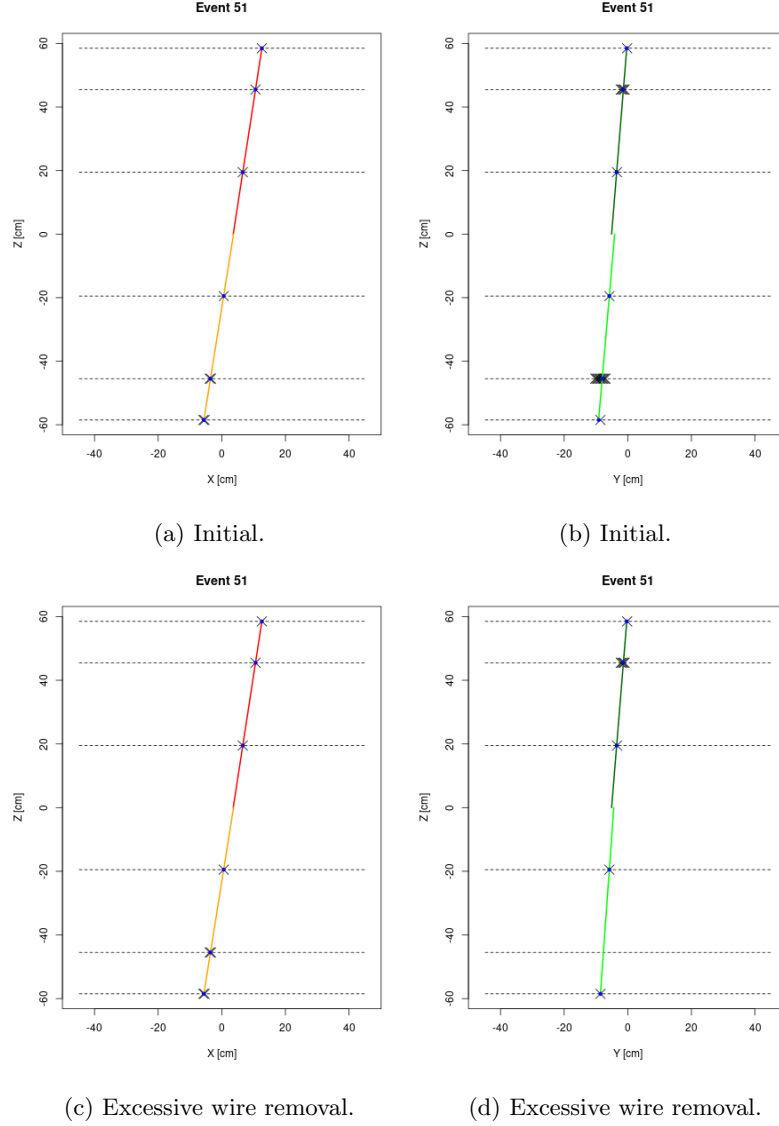 Event 51
Event 51
60
40
20
0
-20
-40
-60
Z [cm]
-40 -20 0 20 40
X [cm]
60
40
20
0
-20
-40
-60
Z [cm]
-40 -20 0 20 40
Y [cm]
(a) Initial.
(b) Initial.
Event 51
Event 51
60
40
20
0
-20
-40
-60
Z [cm]
-40 -20 0 20 40
X [cm]
60
40
20
0
-20
-40
-60
Z [cm]
-40 -20 0 20 40
Y [cm]
(c) Excessive wire removal.
(d) Excessive wire removal.